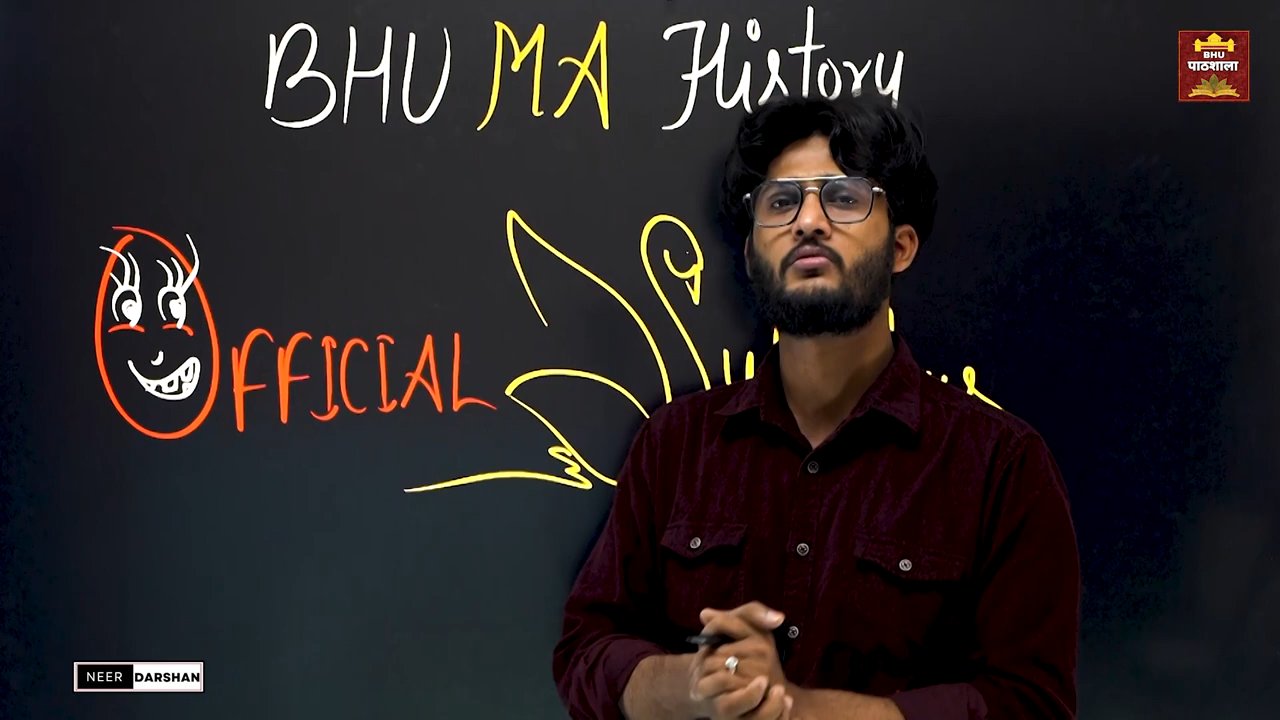 BHU MA History
BHU
पाठशाला
OFFICIAL
NEER DARSHAN